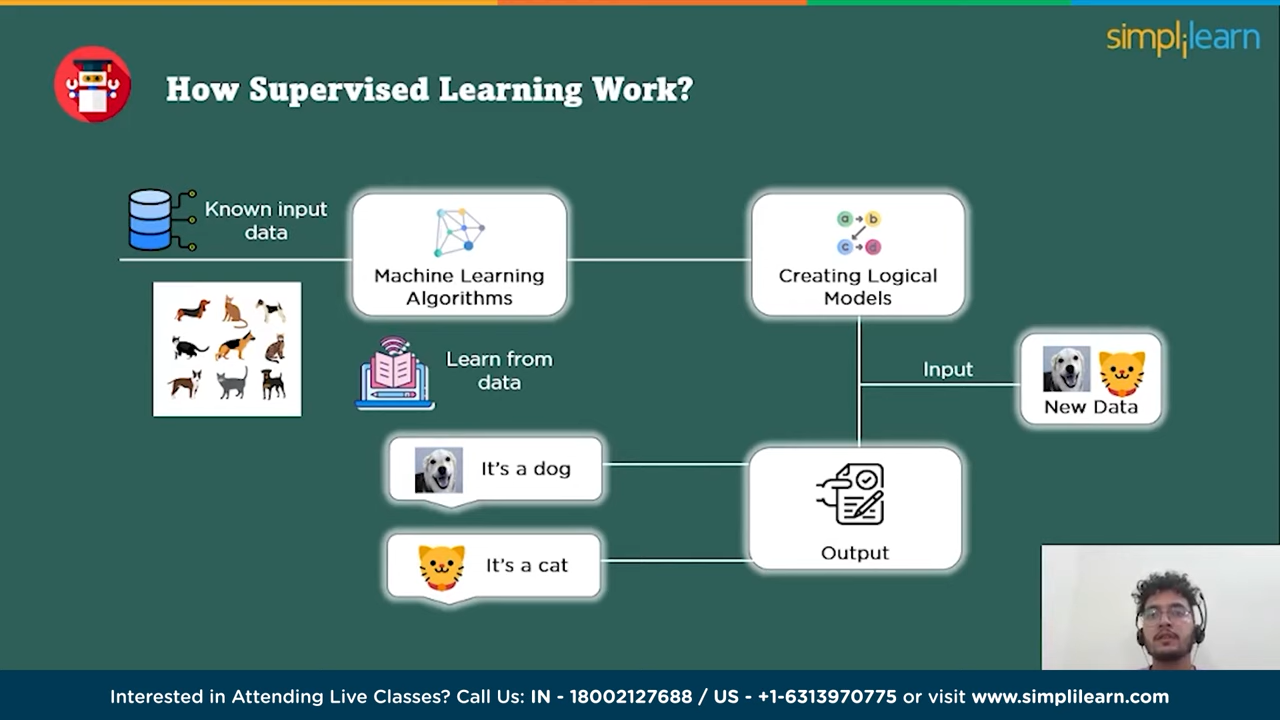 simplilearn
How Supervised Learning Work?
Known input
data
Machine Learning
Algorithms
a b
c d
Creating Logical
Models
Learn from
data
Input
New Data
It's a dog
It's a cat
Output
Interested in Attending Live Classes? Call Us: IN - 18002127688 / US - +1-6313970775 or visit www.simplilearn.com